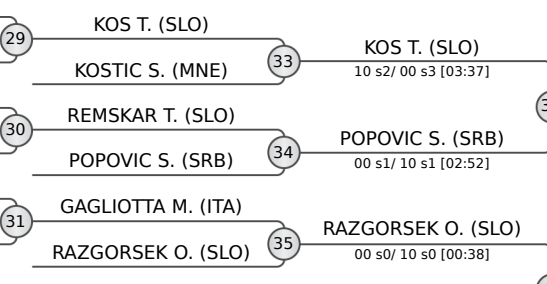 KOS T. (SLO)
29
KOSTIC S. (MNE)
33
KOS T. (SLO)
10 s2/ 00 s3 [03:37]
REMSKAR T. (SLO)
30
POPOVIC S. (SRB)
34
POPOVIC S. (SRB)
00 s1/ 10 s1 [02:52]
GAGLIOTTA M. (ITA)
31
RAZGORSEK O. (SLO)
35
RAZGORSEK O. (SLO)
00 s0/ 10 s0 [00:38]